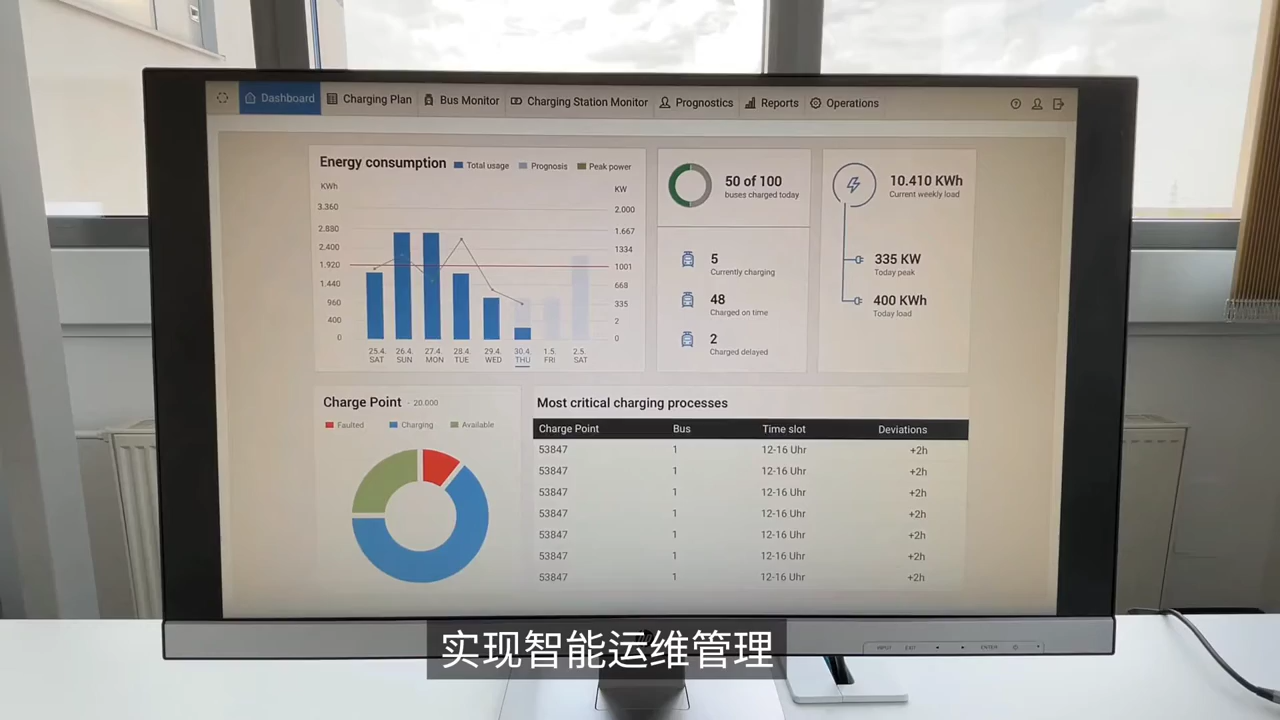 Dashboard Charging Plan Bus Monitor Charging Station Monitor Prognostics Reports Operations
Energy consumption Total usage Prognosis Peak power
KWh KW
3.360 2.000
2.880 1.667
2.400 1334
1.920 1001
1.440 668
960 335
400 2
0 0
25.4. 26.4. 27.4. 28.4. 29.4. 30.4. 1.5. 2.5.
SAT SUN MON TUE WED THU FRI SAT
50 of 100
buses charged today
5
Currently charging
48
Charged on time
2
Charged delayed
10.410 KWh
Current weekly load
335 KW
Today peak
400 KWh
Today load
Charge Point - 20.000
Faulted Charging Available
Most critical charging processes
Charge Point Bus Time slot Deviations
53847 1 12-16 Uhr +2h
53847 1 12-16 Uhr +2h
53847 1 12-16 Uhr +2h
53847 1 12-16 Uhr +2h
53847 1 12-16 Uhr +2h
53847 1 12-16 Uhr +2h
53847 1 12-16 Uhr +2h
实现智能运维管理
INPUT EXIT ENTER